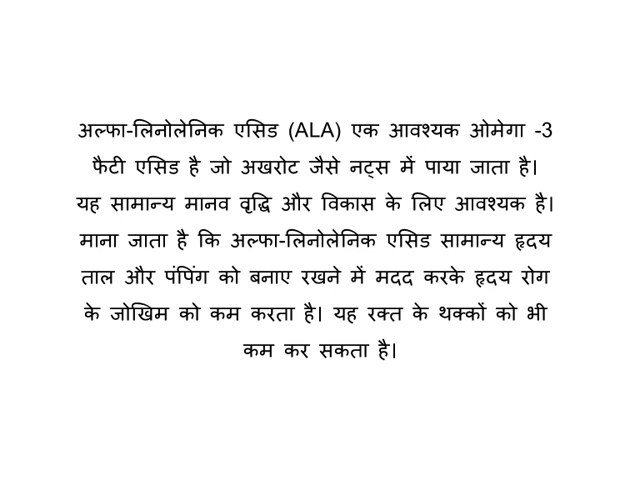 अल्फा-लिनोलेनिक एसिड (ALA) एक आवश्यक ओमेगा -3
फैटी एसिड है जो अखरोट जैसे नट्स में पाया जाता है।
यह सामान्य मानव वृद्धि और विकास के लिए आवश्यक है।
माना जाता है कि अल्फा-लिनोलेनिक एसिड सामान्य हृदय
ताल और पंपिंग को बनाए रखने में मदद करके हृदय रोग
के जोखिम को कम करता है। यह रक्त के थक्कों को भी
कम कर सकता है।